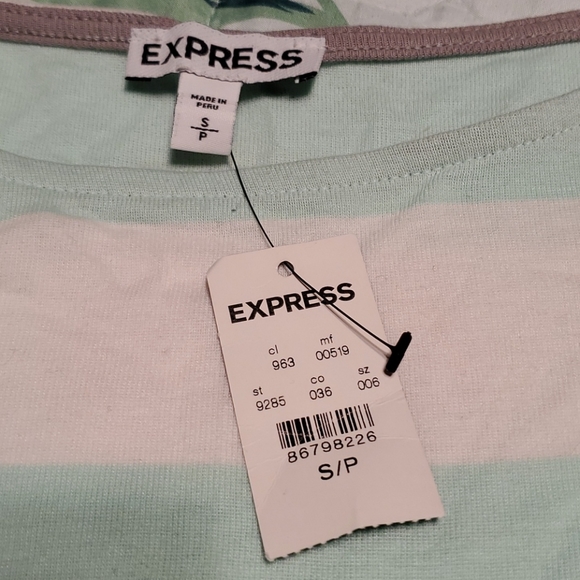 EXPRESS
MADE IN
PERU
S
P
EXPRESS
cl mf
963 00519
st co sz
9285 036 006
86798226
S/P